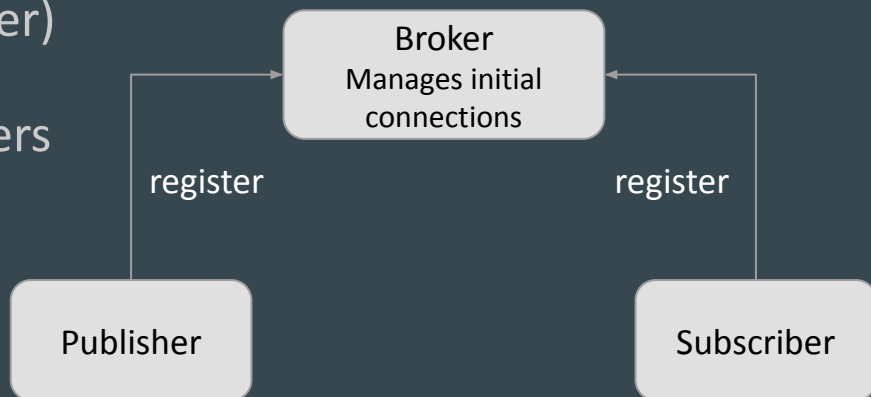 er)
Broker
Manages initial
connections
ers
register
register
Publisher
Subscriber